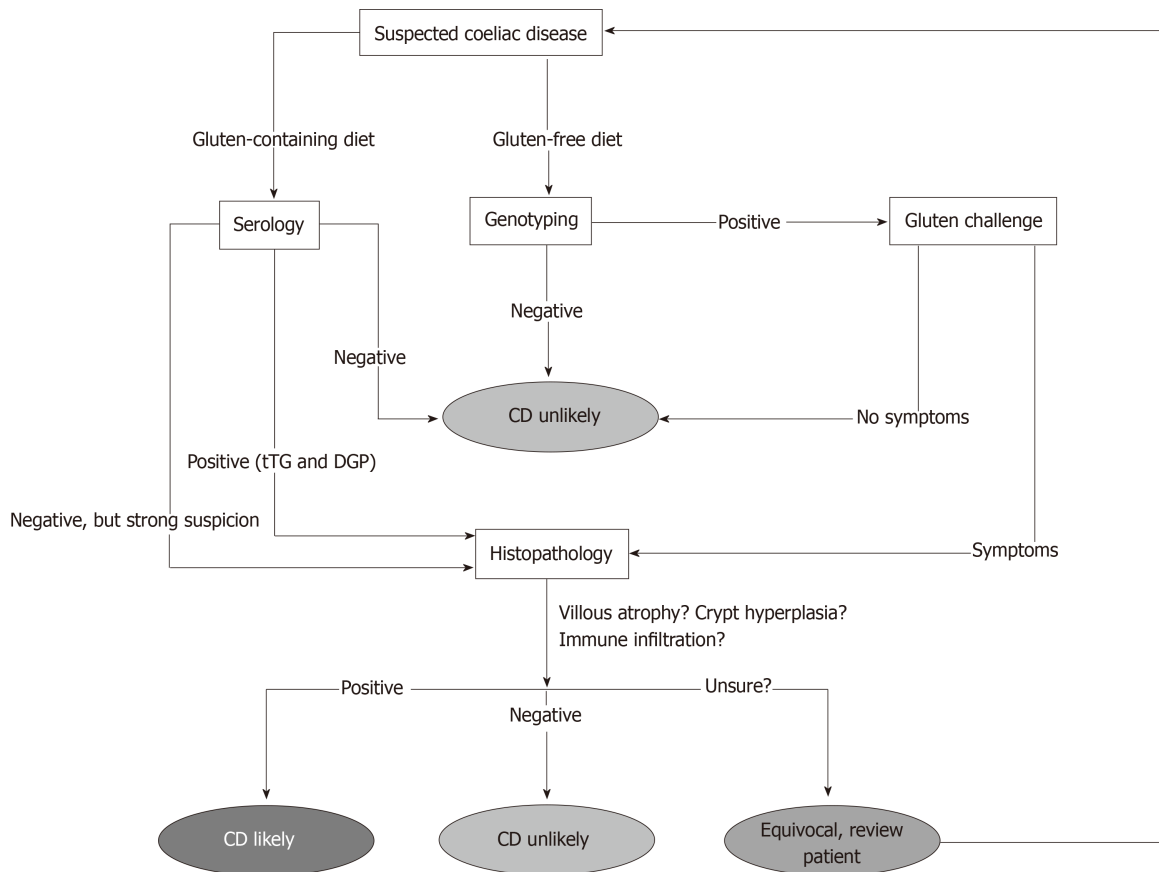 Suspected coeliac disease
Gluten-containing diet
Gluten-free diet
Serology
Genotyping
Positive
Gluten challenge
Negative
Negative
CD unlikely
No symptoms
Positive (tTG and DGP)
Negative, but strong suspicion
Histopathology
Symptoms
Villous atrophy? Crypt hyperplasia?
Immune infiltration?
Positive
Unsure?
Negative
CD likely
CD unlikely
Equivocal, review
patient